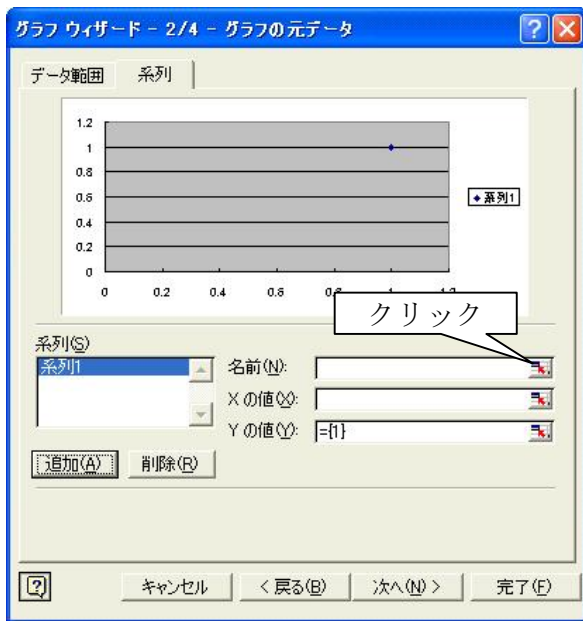 グラフ ウィザード - 2/4 - グラフの元データ
データ範囲 系列
1.2
1
0.8
0.6
0.4
0.2
0
系列1
0 0.2 0.4 0.6
クリック
系列(S)
系列1
名前(N):
X の値(X):
Y の値(Y): ={1}
追加(A) 削除(R)
キャンセル < 戻る(B) 次へ(N) > 完了(F)